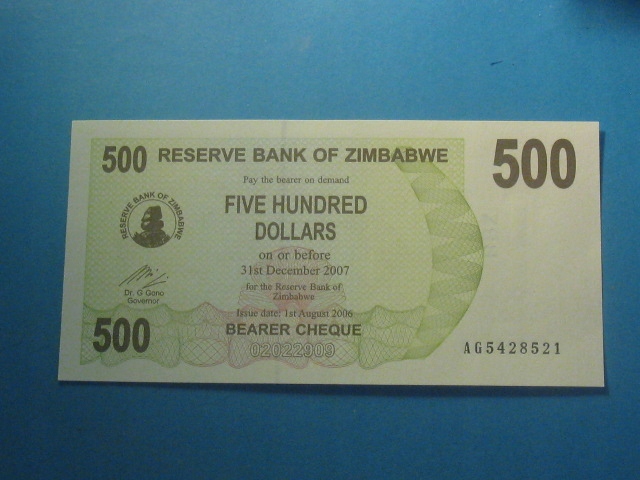 500 RESERVE BANK OF ZIMBABWE 500
Pay the bearer on demand
FIVE HUNDRED
DOLLARS
on or before
31st December 2007
for the Reserve Bank of
Zimbabwe
RESERVE BANK OF ZIMBABWE
Dr. G Gono
Governor
Issue date: 1st August 2006
500 BEARER CHEQUE
02022909
AG5428521